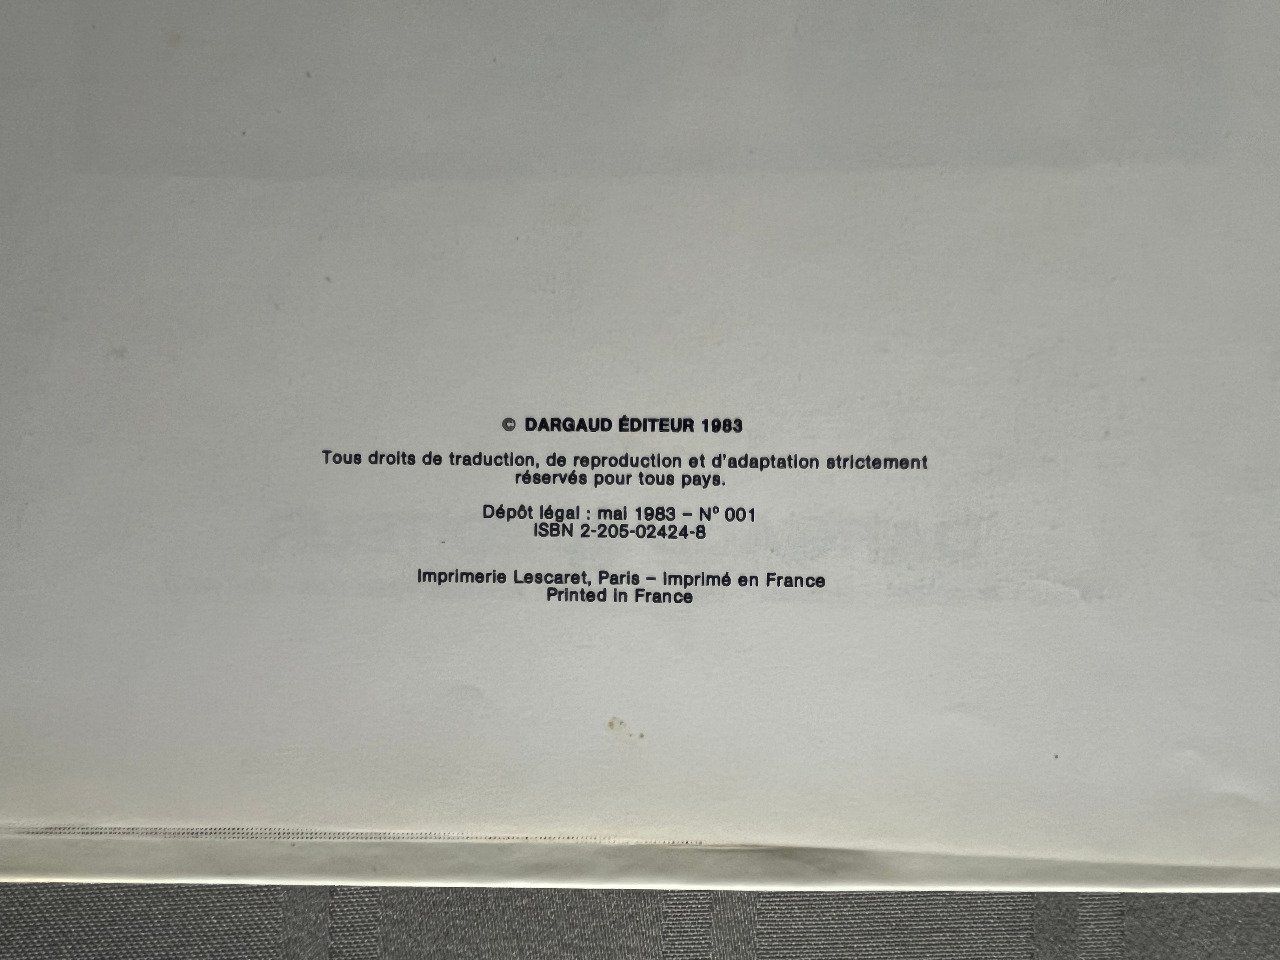 © DARGAUD ÉDITEUR 1983
Tous droits de traduction, de reproduction et d'adaptation strictement
réservés pour tous pays.
Dépôt légal : mai 1983 – Nº 001
ISBN 2-205-02424-8
Imprimerie Lescaret, Paris – Imprimé en France
Printed in France